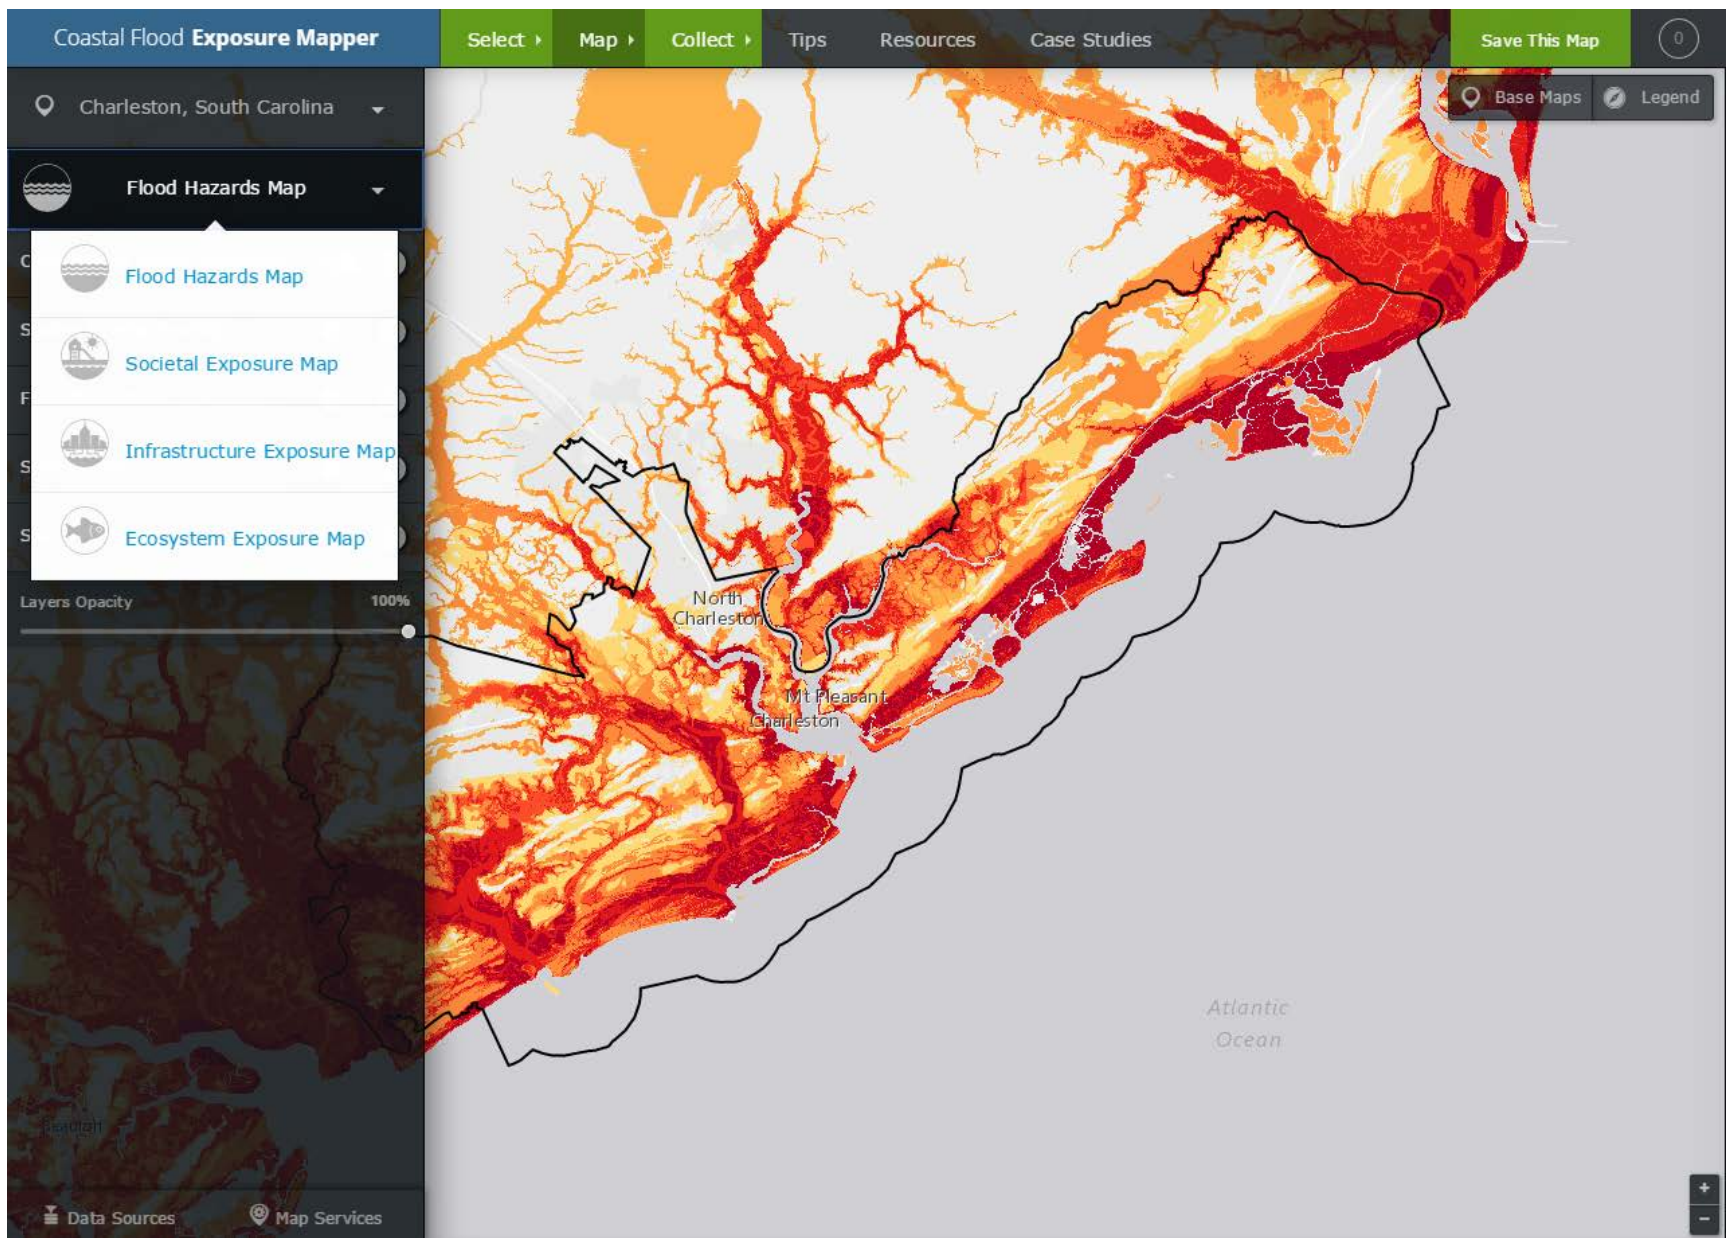 Coastal Flood Exposure Mapper
Select
Map
Collect
Tips
Resources
Case Studies
Save This Map
0
Charleston, South Carolina
Base Maps
Legend
Flood Hazards Map
Flood Hazards Map
Societal Exposure Map
Infrastructure Exposure Map
Ecosystem Exposure Map
C
S
F
S
S
Layers Opacity
100%
North
Charleston
Mt Pleasant
Charleston
Atlantic
Ocean
Beaufort
Data Sources
Map Services
+
−